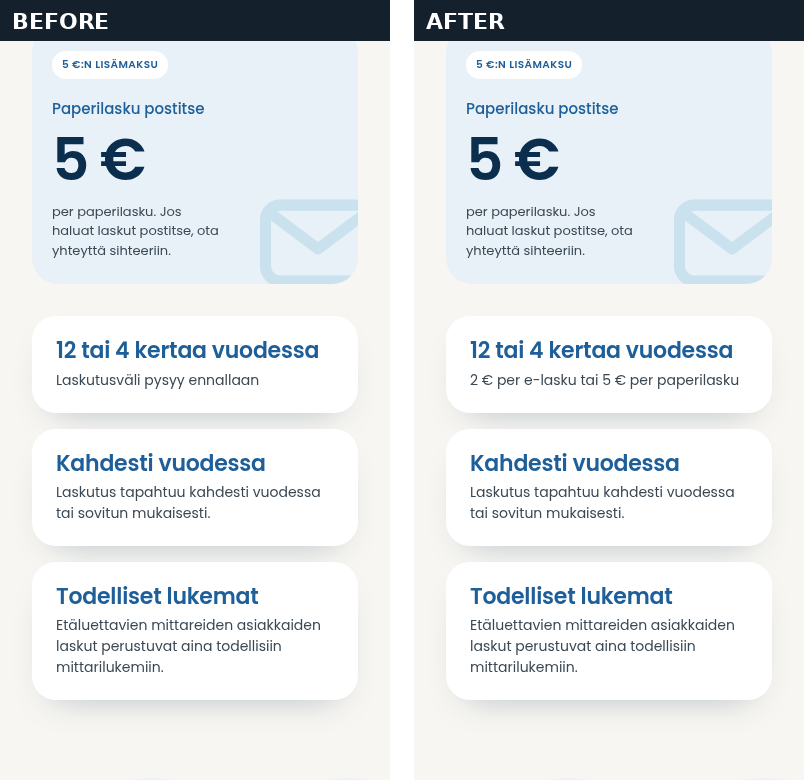 BEFORE
5 €:N LISÄMAKSU
Paperilasku postitse
5 €
per paperilasku. Jos
haluat laskut postitse, ota
yhteyttä sihteeriin.
12 tai 4 kertaa vuodessa
Laskutusväli pysyy ennallaan
Kahdesti vuodessa
Laskutus tapahtuu kahdesti vuodessa
tai sovitun mukaisesti.
Todelliset lukemat
Etäluettavien mittareiden asiakkaiden
laskut perustuvat aina todellisiin
mittarilukemiin.
AFTER
5 €:N LISÄMAKSU
Paperilasku postitse
5 €
per paperilasku. Jos
haluat laskut postitse, ota
yhteyttä sihteeriin.
12 tai 4 kertaa vuodessa
2 € per e-lasku tai 5 € per paperilasku
Kahdesti vuodessa
Laskutus tapahtuu kahdesti vuodessa
tai sovitun mukaisesti.
Todelliset lukemat
Etäluettavien mittareiden asiakkaiden
laskut perustuvat aina todellisiin
mittarilukemiin.